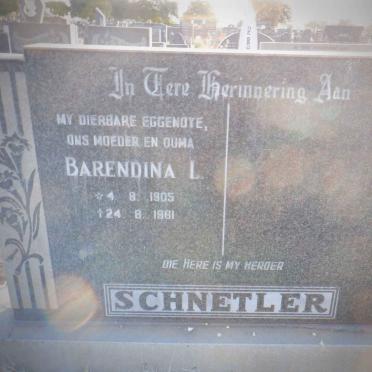 In Tere Herinnering Aan
MY DIERBARE EGGENOTE,
ONS MOEDER EN OUMA
BARENDINA L.
*4. 8. 1905
†24. 8. 1981
DIE HERE IS MY HERDER
SCHNETLER